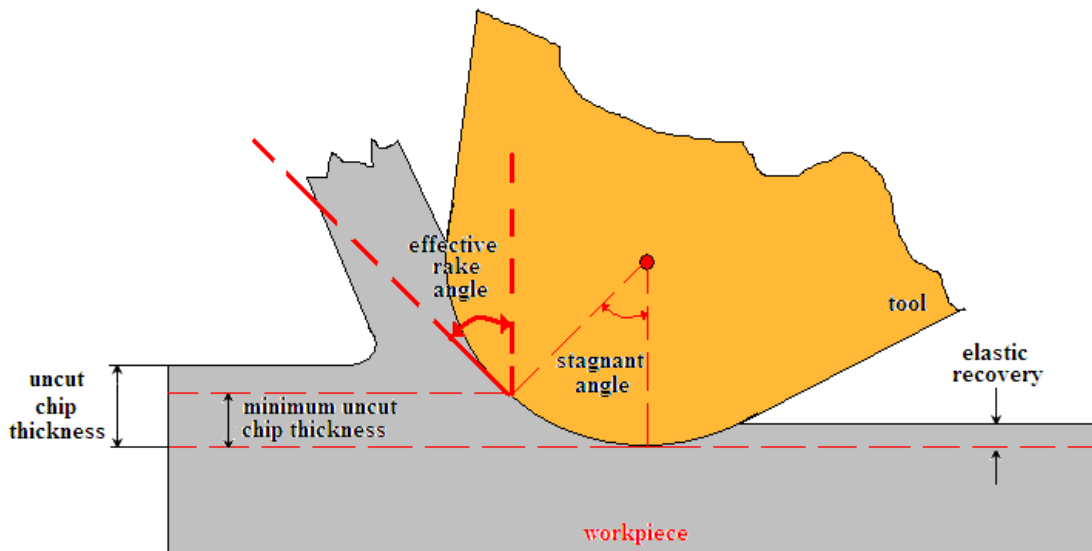 effective
rake
angle
tool
stagnant
angle
elastic
recovery
uncut
chip
thickness
minimum uncut
chip thickness
workpiece